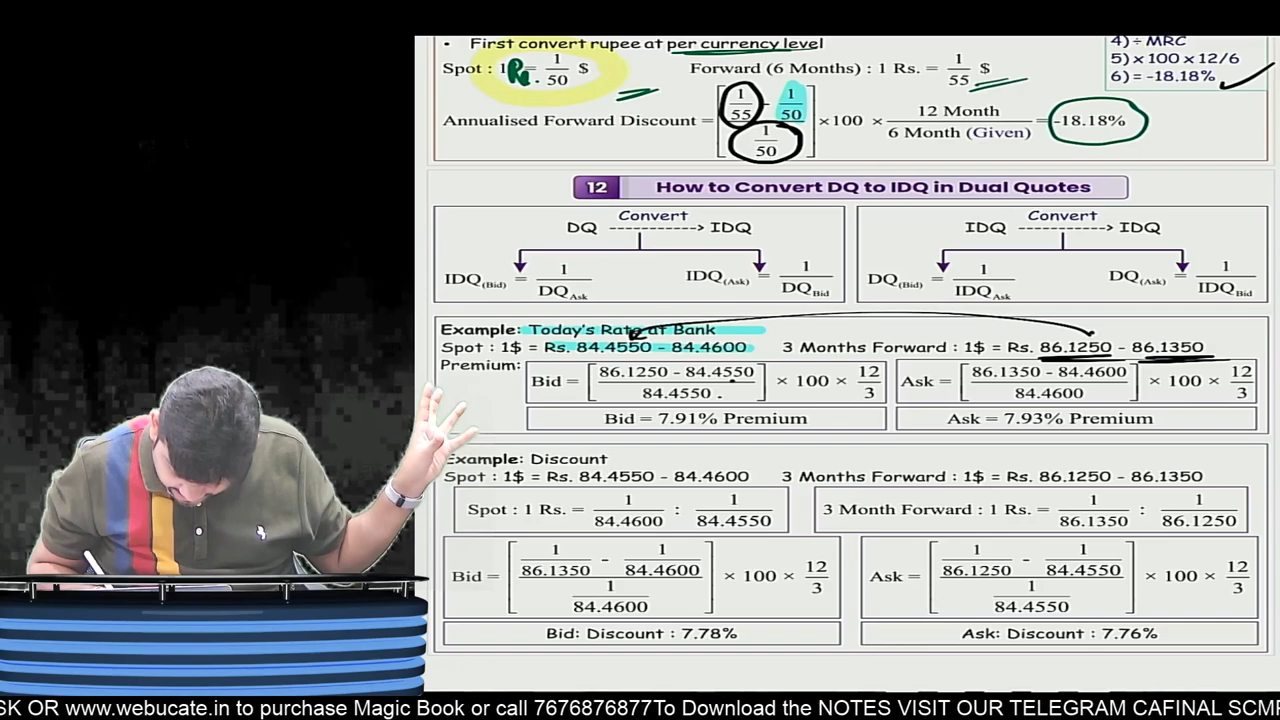 • First convert rupee at per currency level
Spot : 1 Re. = 1/50 $ Forward (6 Months) : 1 Rs. = 1/55 $
Annualised Forward Discount = [(1/55 - 1/50) / (1/50)] ×100 × 12 Month / 6 Month (Given) = -18.18%
4) ÷ MRC
5) x 100 x 12/6
6) = -18.18%
12 How to Convert DQ to IDQ in Dual Quotes
Convert
DQ -----------> IDQ
IDQ(Bid) = 1/DQAsk IDQ(Ask) = 1/DQBid
Convert
IDQ -----------> IDQ
DQ(Bid) = 1/IDQAsk DQ(Ask) = 1/IDQBid
Example: Today's Rate at Bank
Spot : 1$ = Rs. 84.4550 - 84.4600 3 Months Forward : 1$ = Rs. 86.1250 - 86.1350
Premium:
Bid = [(86.1250 - 84.4550) / 84.4550] × 100 × 12/3 Ask = [(86.1350 - 84.4600) / 84.4600] × 100 × 12/3
Bid = 7.91% Premium Ask = 7.93% Premium
Example: Discount
Spot : 1$ = Rs. 84.4550 - 84.4600 3 Months Forward : 1$ = Rs. 86.1250 - 86.1350
Spot : 1 Rs. = 1/84.4600 : 1/84.4550 3 Month Forward : 1 Rs. = 1/86.1350 : 1/86.1250
Bid = [(1/86.1350 - 1/84.4600) / (1/84.4600)] × 100 × 12/3 Ask = [(1/86.1250 - 1/84.4550) / (1/84.4550)] × 100 × 12/3
Bid: Discount : 7.78% Ask: Discount : 7.76%
SK OR www.webucate.in to purchase Magic Book or call 7676876877To Download the NOTES VISIT OUR TELEGRAM CAFINAL SCM